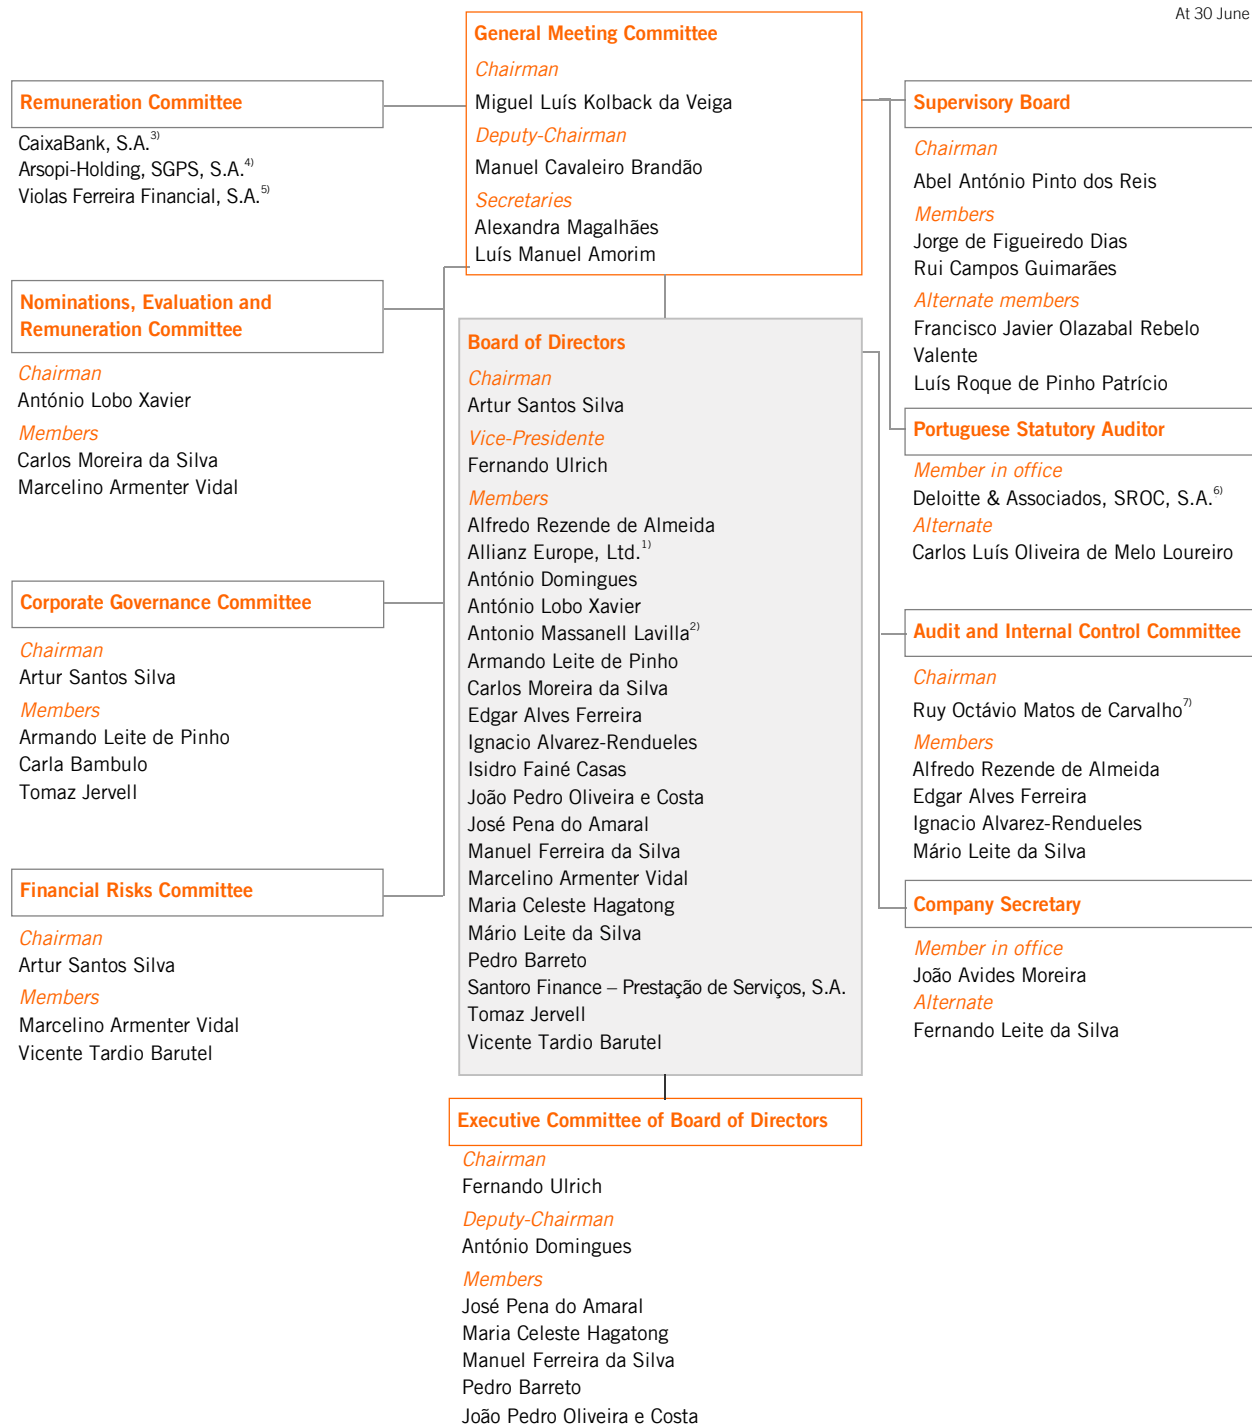 At 30 June
General Meeting Committee
Chairman
Miguel Luís Kolback da Veiga
Deputy-Chairman
Manuel Cavaleiro Brandão
Secretaries
Alexandra Magalhães
Luís Manuel Amorim
Remuneration Committee
CaixaBank, S.A.3)
Arsopi-Holding, SGPS, S.A.4)
Violas Ferreira Financial, S.A.5)
Nominations, Evaluation and
Remuneration Committee
Chairman
António Lobo Xavier
Members
Carlos Moreira da Silva
Marcelino Armenter Vidal
Corporate Governance Committee
Chairman
Artur Santos Silva
Members
Armando Leite de Pinho
Carla Bambulo
Tomaz Jervell
Financial Risks Committee
Chairman
Artur Santos Silva
Members
Marcelino Armenter Vidal
Vicente Tardio Barutel
Board of Directors
Chairman
Artur Santos Silva
Vice-Presidente
Fernando Ulrich
Members
Alfredo Rezende de Almeida
Allianz Europe, Ltd.1)
António Domingues
António Lobo Xavier
Antonio Massanell Lavilla2)
Armando Leite de Pinho
Carlos Moreira da Silva
Edgar Alves Ferreira
Ignacio Alvarez-Rendueles
Isidro Fainé Casas
João Pedro Oliveira e Costa
José Pena do Amaral
Manuel Ferreira da Silva
Marcelino Armenter Vidal
Maria Celeste Hagatong
Mário Leite da Silva
Pedro Barreto
Santoro Finance – Prestação de Serviços, S.A.
Tomaz Jervell
Vicente Tardio Barutel
Executive Committee of Board of Directors
Chairman
Fernando Ulrich
Deputy-Chairman
António Domingues
Members
José Pena do Amaral
Maria Celeste Hagatong
Manuel Ferreira da Silva
Pedro Barreto
João Pedro Oliveira e Costa
Supervisory Board
Chairman
Abel António Pinto dos Reis
Members
Jorge de Figueiredo Dias
Rui Campos Guimarães
Alternate members
Francisco Javier Olazabal Rebelo
Valente
Luís Roque de Pinho Patrício
Portuguese Statutory Auditor
Member in office
Deloitte & Associados, SROC, S.A.6)
Alternate
Carlos Luís Oliveira de Melo Loureiro
Audit and Internal Control Committee
Chairman
Ruy Octávio Matos de Carvalho7)
Members
Alfredo Rezende de Almeida
Edgar Alves Ferreira
Ignacio Alvarez-Rendueles
Mário Leite da Silva
Company Secretary
Member in office
João Avides Moreira
Alternate
Fernando Leite da Silva